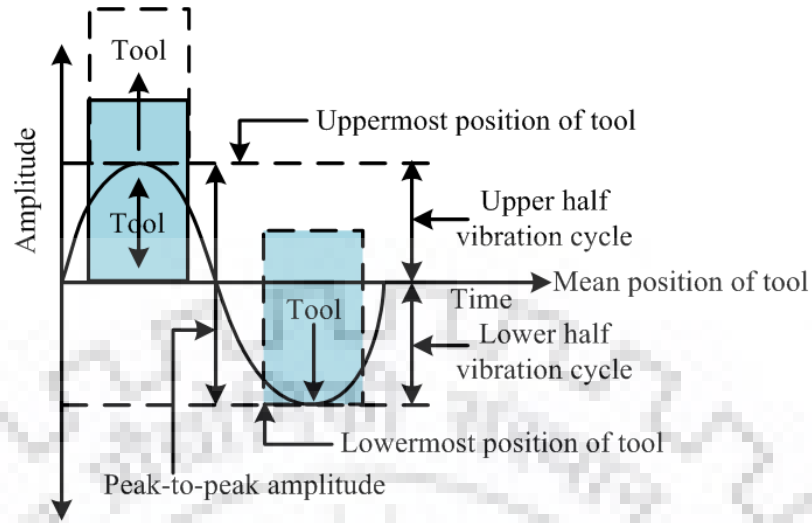 Tool
Uppermost position of tool
Amplitude
Tool
Upper half
vibration cycle
Mean position of tool
Time
Tool
Lower half
vibration cycle
Lowermost position of tool
Peak-to-peak amplitude